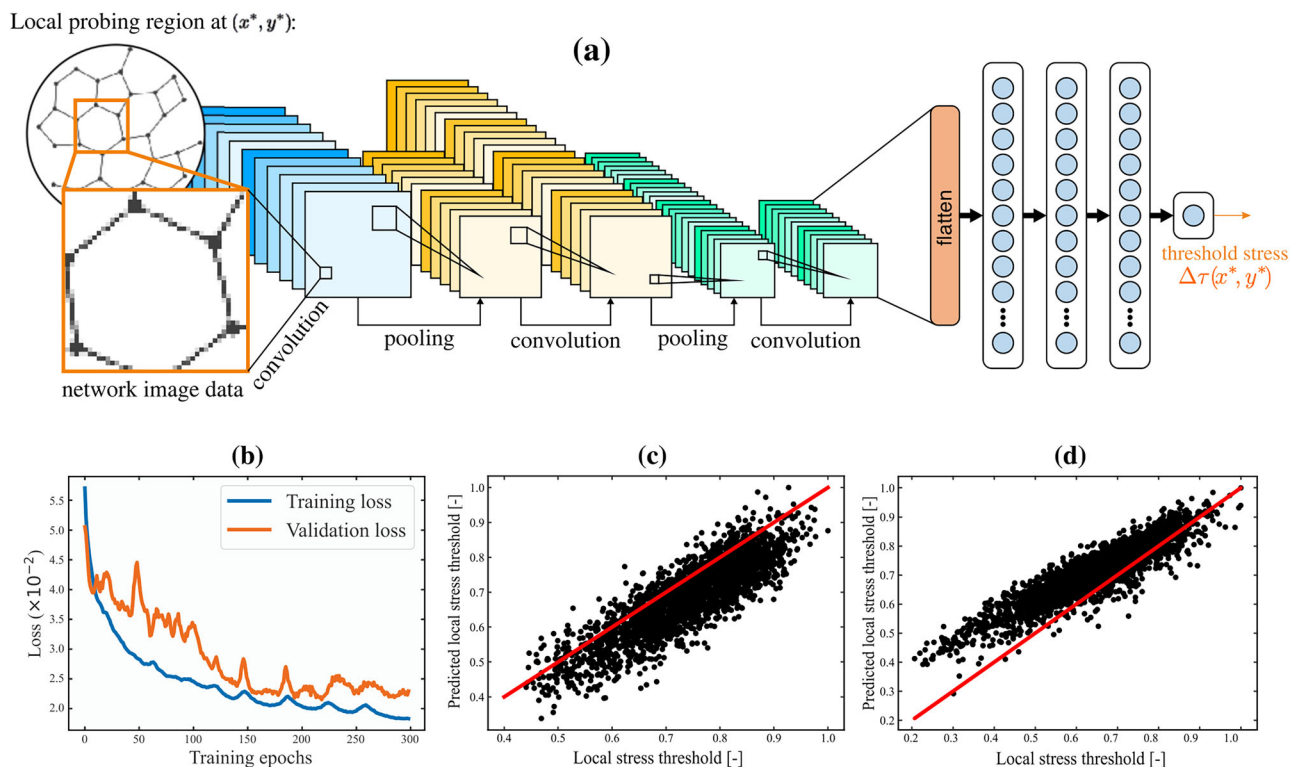 Local probing region at (x*, y*):
(a)
network image data
convolution
pooling
convolution
pooling
convolution
flatten
threshold stress
Δτ(x*, y*)
(b)
Loss (×10⁻²)
5.5
5.0
4.5
4.0
3.5
3.0
2.5
2.0
Training loss
Validation loss
0 50 100 150 200 250 300
Training epochs
(c)
Predicted local stress threshold [-]
1.0
0.9
0.8
0.7
0.6
0.5
0.4
0.4 0.5 0.6 0.7 0.8 0.9 1.0
Local stress threshold [-]
(d)
Predicted local stress threshold [-]
1.0
0.9
0.8
0.7
0.6
0.5
0.4
0.3
0.2
0.2 0.3 0.4 0.5 0.6 0.7 0.8 0.9 1.0
Local stress threshold [-]